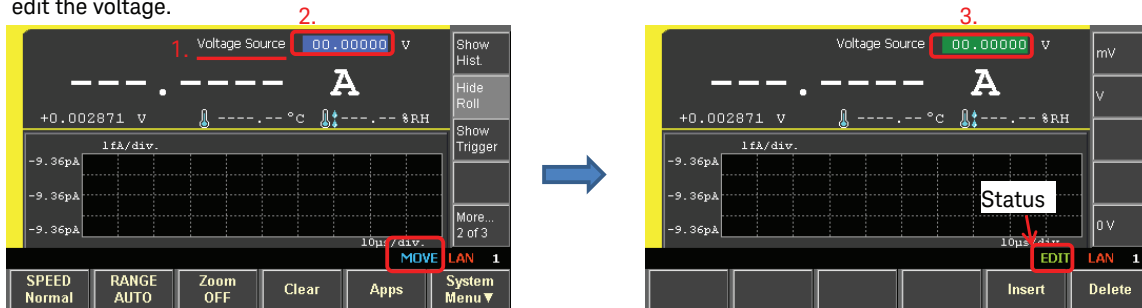 edit the voltage.
2.
1. Voltage Source 00.00000 V
---.---- A
+0.002871 V ----.--°C ---.--%RH
1fA/div.
-9.36pA
-9.36pA
-9.36pA
10µs/div.
Show
Hist.
Hide
Roll
Show
Trigger
More...
2 of 3
MOVE LAN 1
SPEED
Normal
RANGE
AUTO
Zoom
OFF
Clear
Apps
System
Menu▼
3.
Voltage Source 00.00000 V
---.---- A
+0.002871 V ----.--°C ---.--%RH
1fA/div.
-9.36pA
-9.36pA
-9.36pA
10µs/div
mV
V
0 V
Status
EDIT LAN 1
Insert
Delete